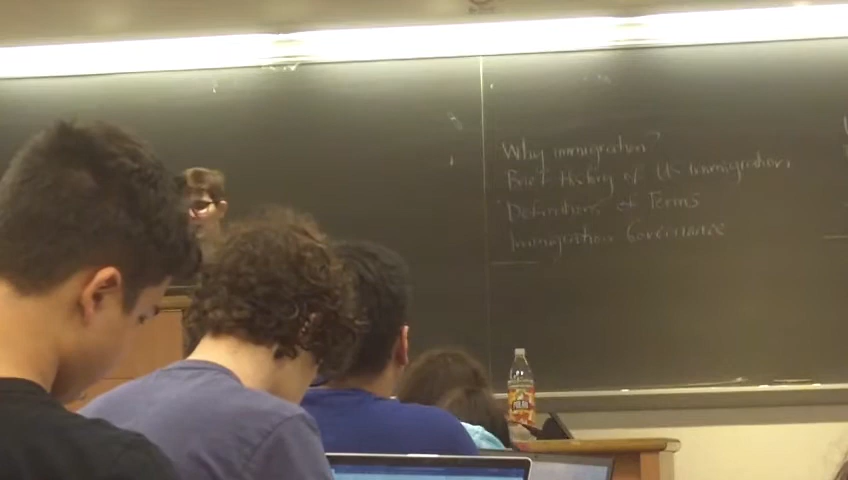 Why immigration?
Brief History of US Immigration
Definitions of Terms
Immigration Governance